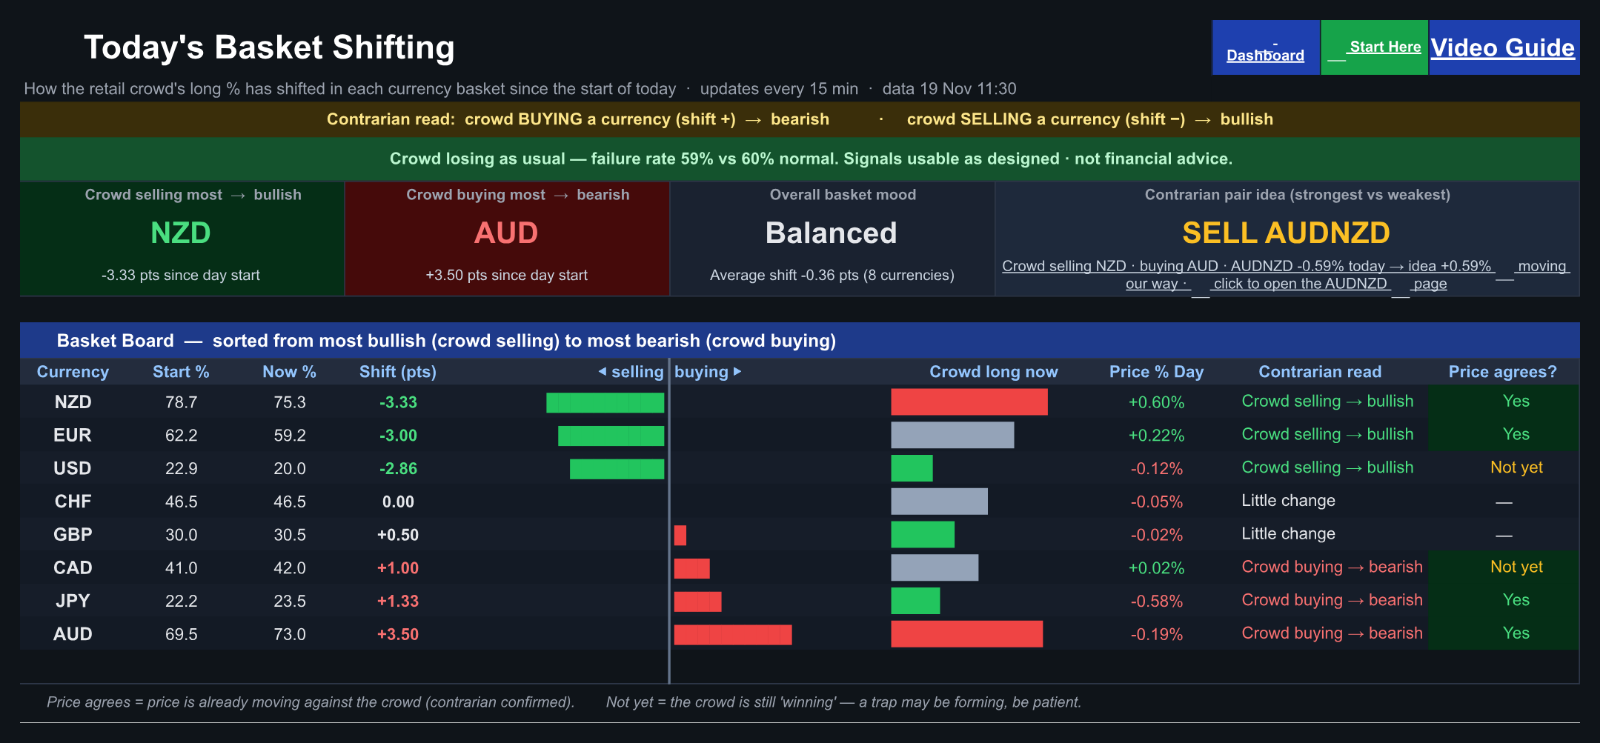 Today's Basket Shifting
Dashboard
Start Here
Video Guide
How the retail crowd's long % has shifted in each currency basket since the start of today · updates every 15 min · data 19 Nov 11:30
Contrarian read: crowd BUYING a currency (shift +) → bearish · crowd SELLING a currency (shift −) → bullish
Crowd losing as usual — failure rate 59% vs 60% normal. Signals usable as designed · not financial advice.
Crowd selling most → bullish
NZD
-3.33 pts since day start
Crowd buying most → bearish
AUD
+3.50 pts since day start
Overall basket mood
Balanced
Average shift -0.36 pts (8 currencies)
Contrarian pair idea (strongest vs weakest)
SELL AUDNZD
Crowd selling NZD · buying AUD · AUDNZD -0.59% today → idea +0.59% __ moving
our way · __ click to open the AUDNZD __ page
Basket Board — sorted from most bullish (crowd selling) to most bearish (crowd buying)
Currency Start % Now % Shift (pts) ◄ selling buying ► Crowd long now Price % Day Contrarian read Price agrees?
NZD 78.7 75.3 -3.33 +0.60% Crowd selling → bullish Yes
EUR 62.2 59.2 -3.00 +0.22% Crowd selling → bullish Yes
USD 22.9 20.0 -2.86 -0.12% Crowd selling → bullish Not yet
CHF 46.5 46.5 0.00 -0.05% Little change —
GBP 30.0 30.5 +0.50 -0.02% Little change —
CAD 41.0 42.0 +1.00 +0.02% Crowd buying → bearish Not yet
JPY 22.2 23.5 +1.33 -0.58% Crowd buying → bearish Yes
AUD 69.5 73.0 +3.50 -0.19% Crowd buying → bearish Yes
Price agrees = price is already moving against the crowd (contrarian confirmed). Not yet = the crowd is still 'winning' — a trap may be forming, be patient.